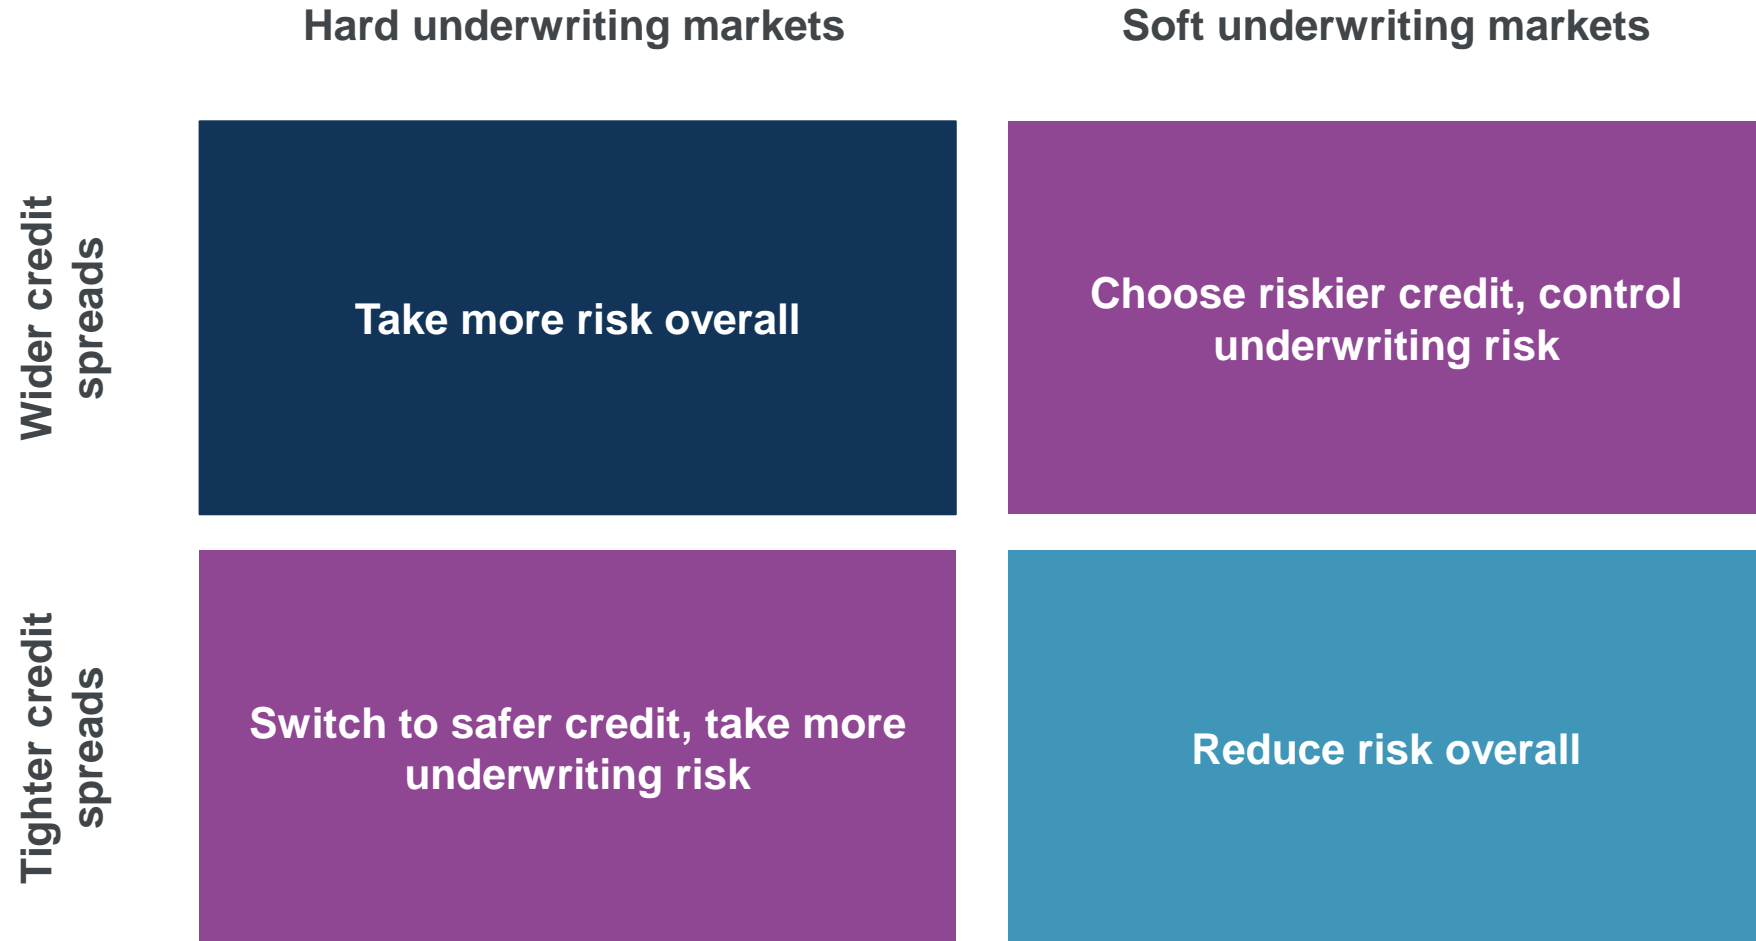 Hard underwriting markets
Soft underwriting markets
Wider credit
spreads
Take more risk overall
Choose riskier credit, control
underwriting risk
Tighter credit
spreads
Switch to safer credit, take more
underwriting risk
Reduce risk overall